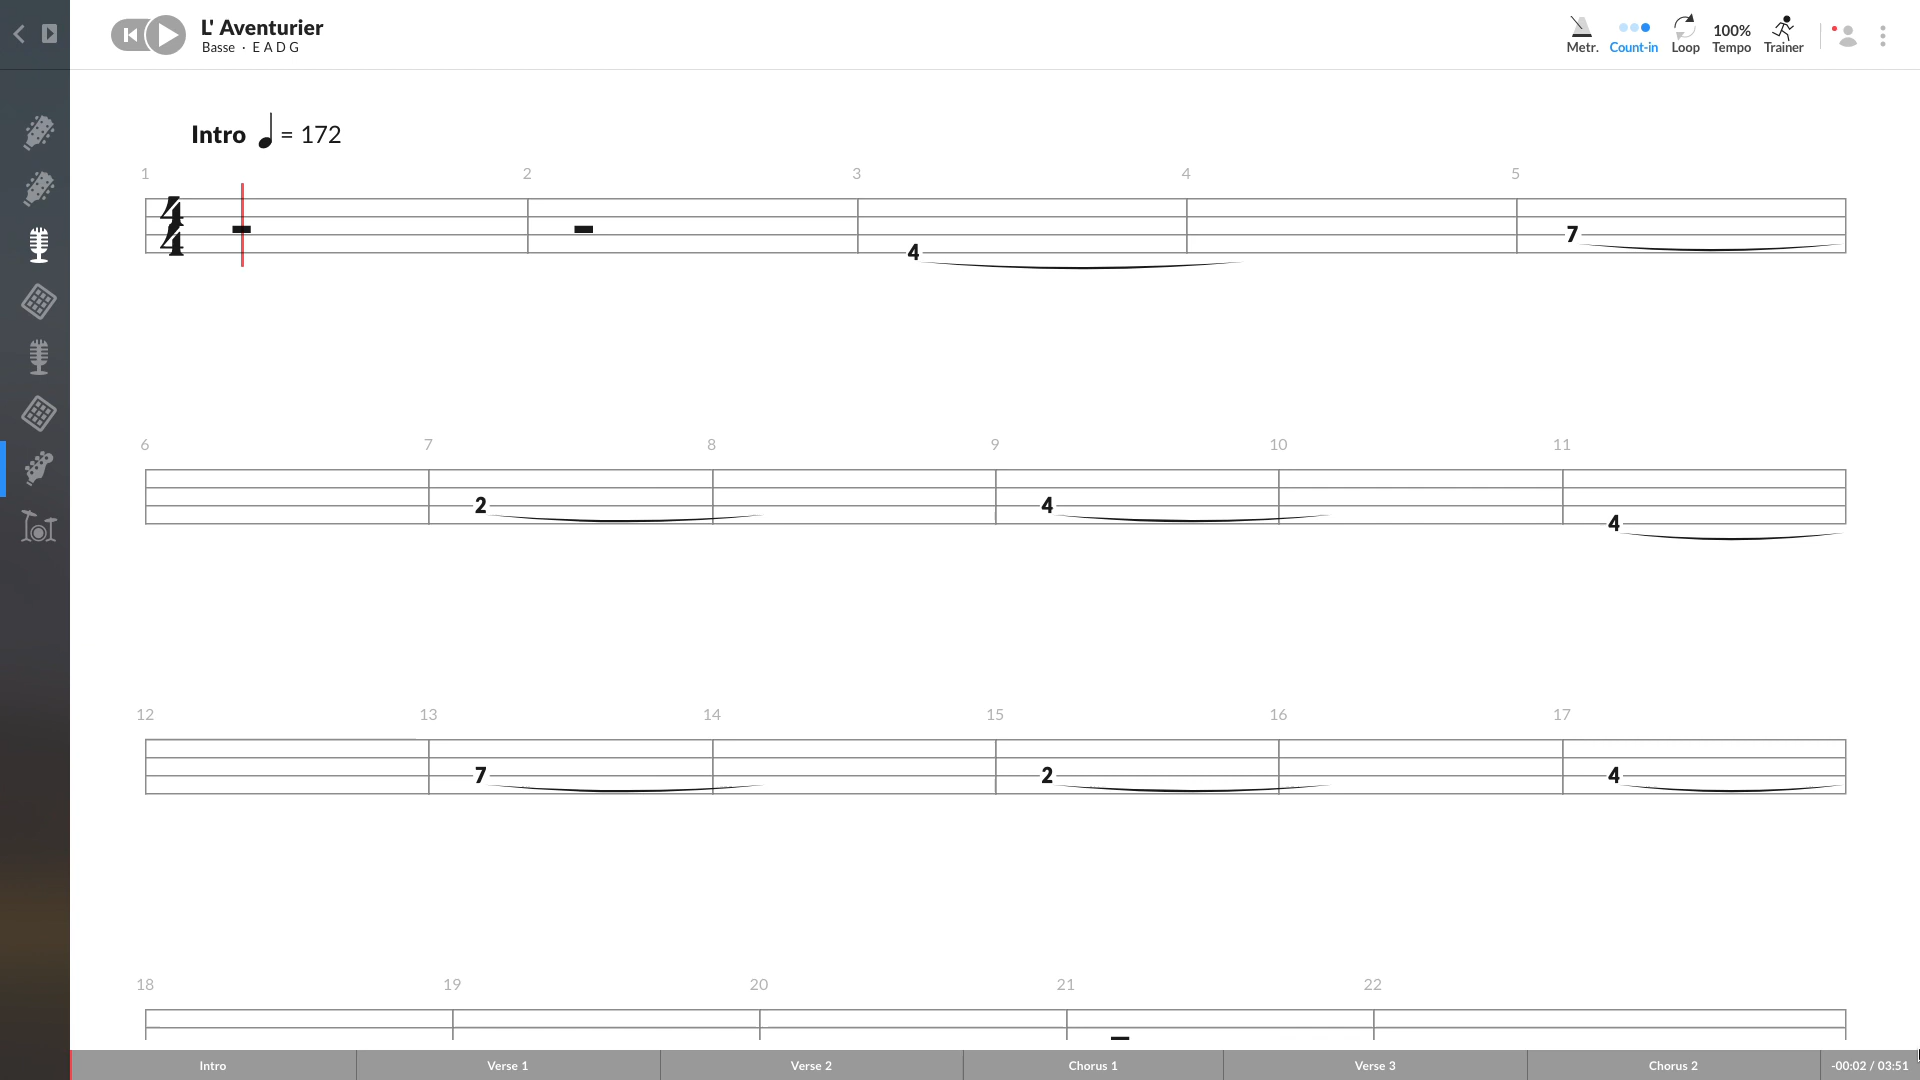 L' Aventurier
Basse · E A D G
Metr.
Count-in
Loop
100%
Tempo
Trainer
Intro = 172
1 2 3 4 5
4
4
4 7
6 7 8 9 10 11
2 4 4
12 13 14 15 16 17
7 2 4
18 19 20 21 22
Intro Verse 1 Verse 2 Chorus 1 Verse 3 Chorus 2 -00:02 / 03:51